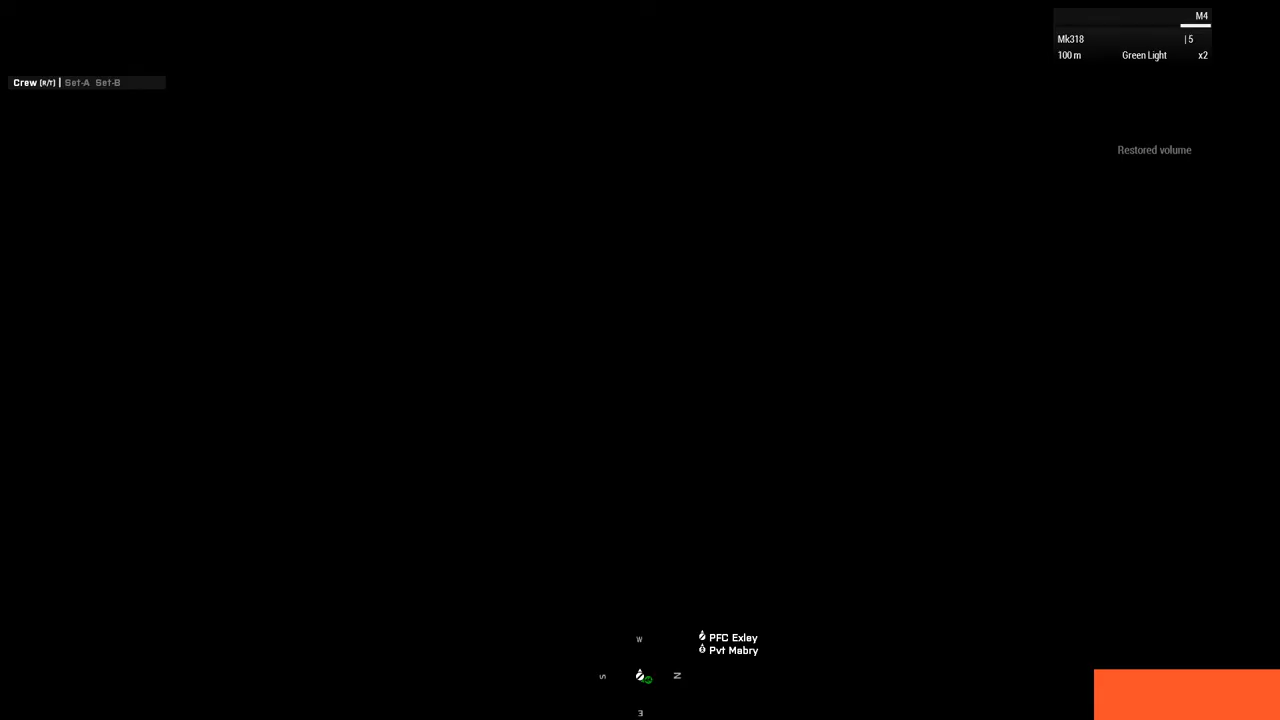 M4
Mk318 | 5
100 m Green Light x2
Crew (R/T) | Set-A Set-B
Restored volume
PFC Exley
Pvt Mabry
W
S N
E